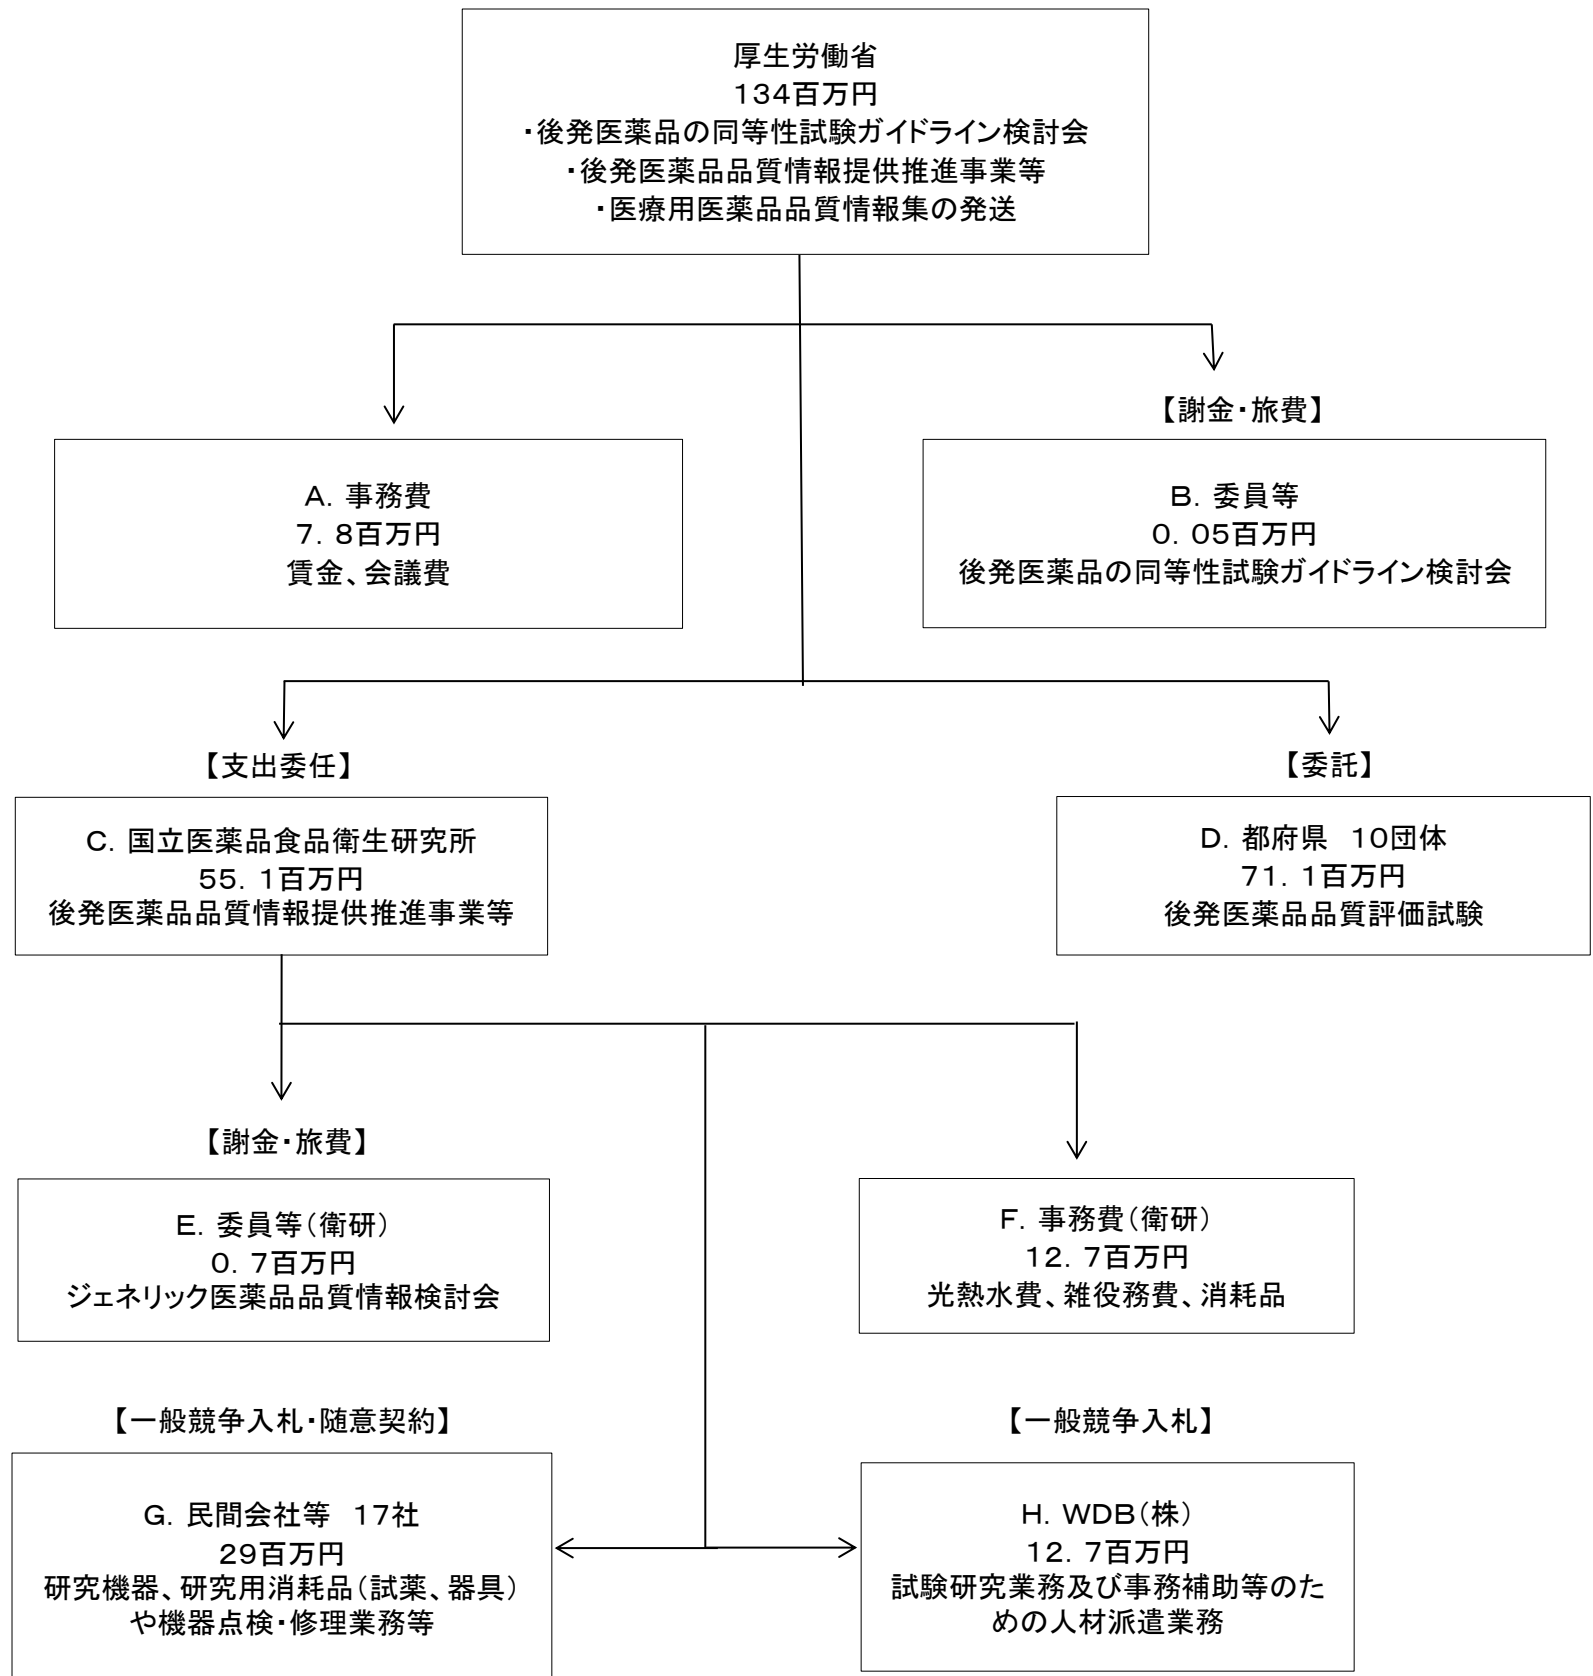 厚生労働省
134百万円
・後発医薬品の同等性試験ガイドライン検討会
・後発医薬品品質情報提供推進事業等
・医療用医薬品品質情報集の発送
【謝金・旅費】
A. 事務費
7. 8百万円
賃金、会議費
B. 委員等
0. 05百万円
後発医薬品の同等性試験ガイドライン検討会
【支出委任】
【委託】
C. 国立医薬品食品衛生研究所
55. 1百万円
後発医薬品品質情報提供推進事業等
D. 都府県　10団体
71. 1百万円
後発医薬品品質評価試験
【謝金・旅費】
E. 委員等(衛研)
0. 7百万円
ジェネリック医薬品品質情報検討会
F. 事務費(衛研)
12. 7百万円
光熱水費、雑役務費、消耗品
【一般競争入札・随意契約】
【一般競争入札】
G. 民間会社等　17社
29百万円
研究機器、研究用消耗品(試薬、器具)
や機器点検・修理業務等
H. WDB(株)
12. 7百万円
試験研究業務及び事務補助等のた
めの人材派遣業務